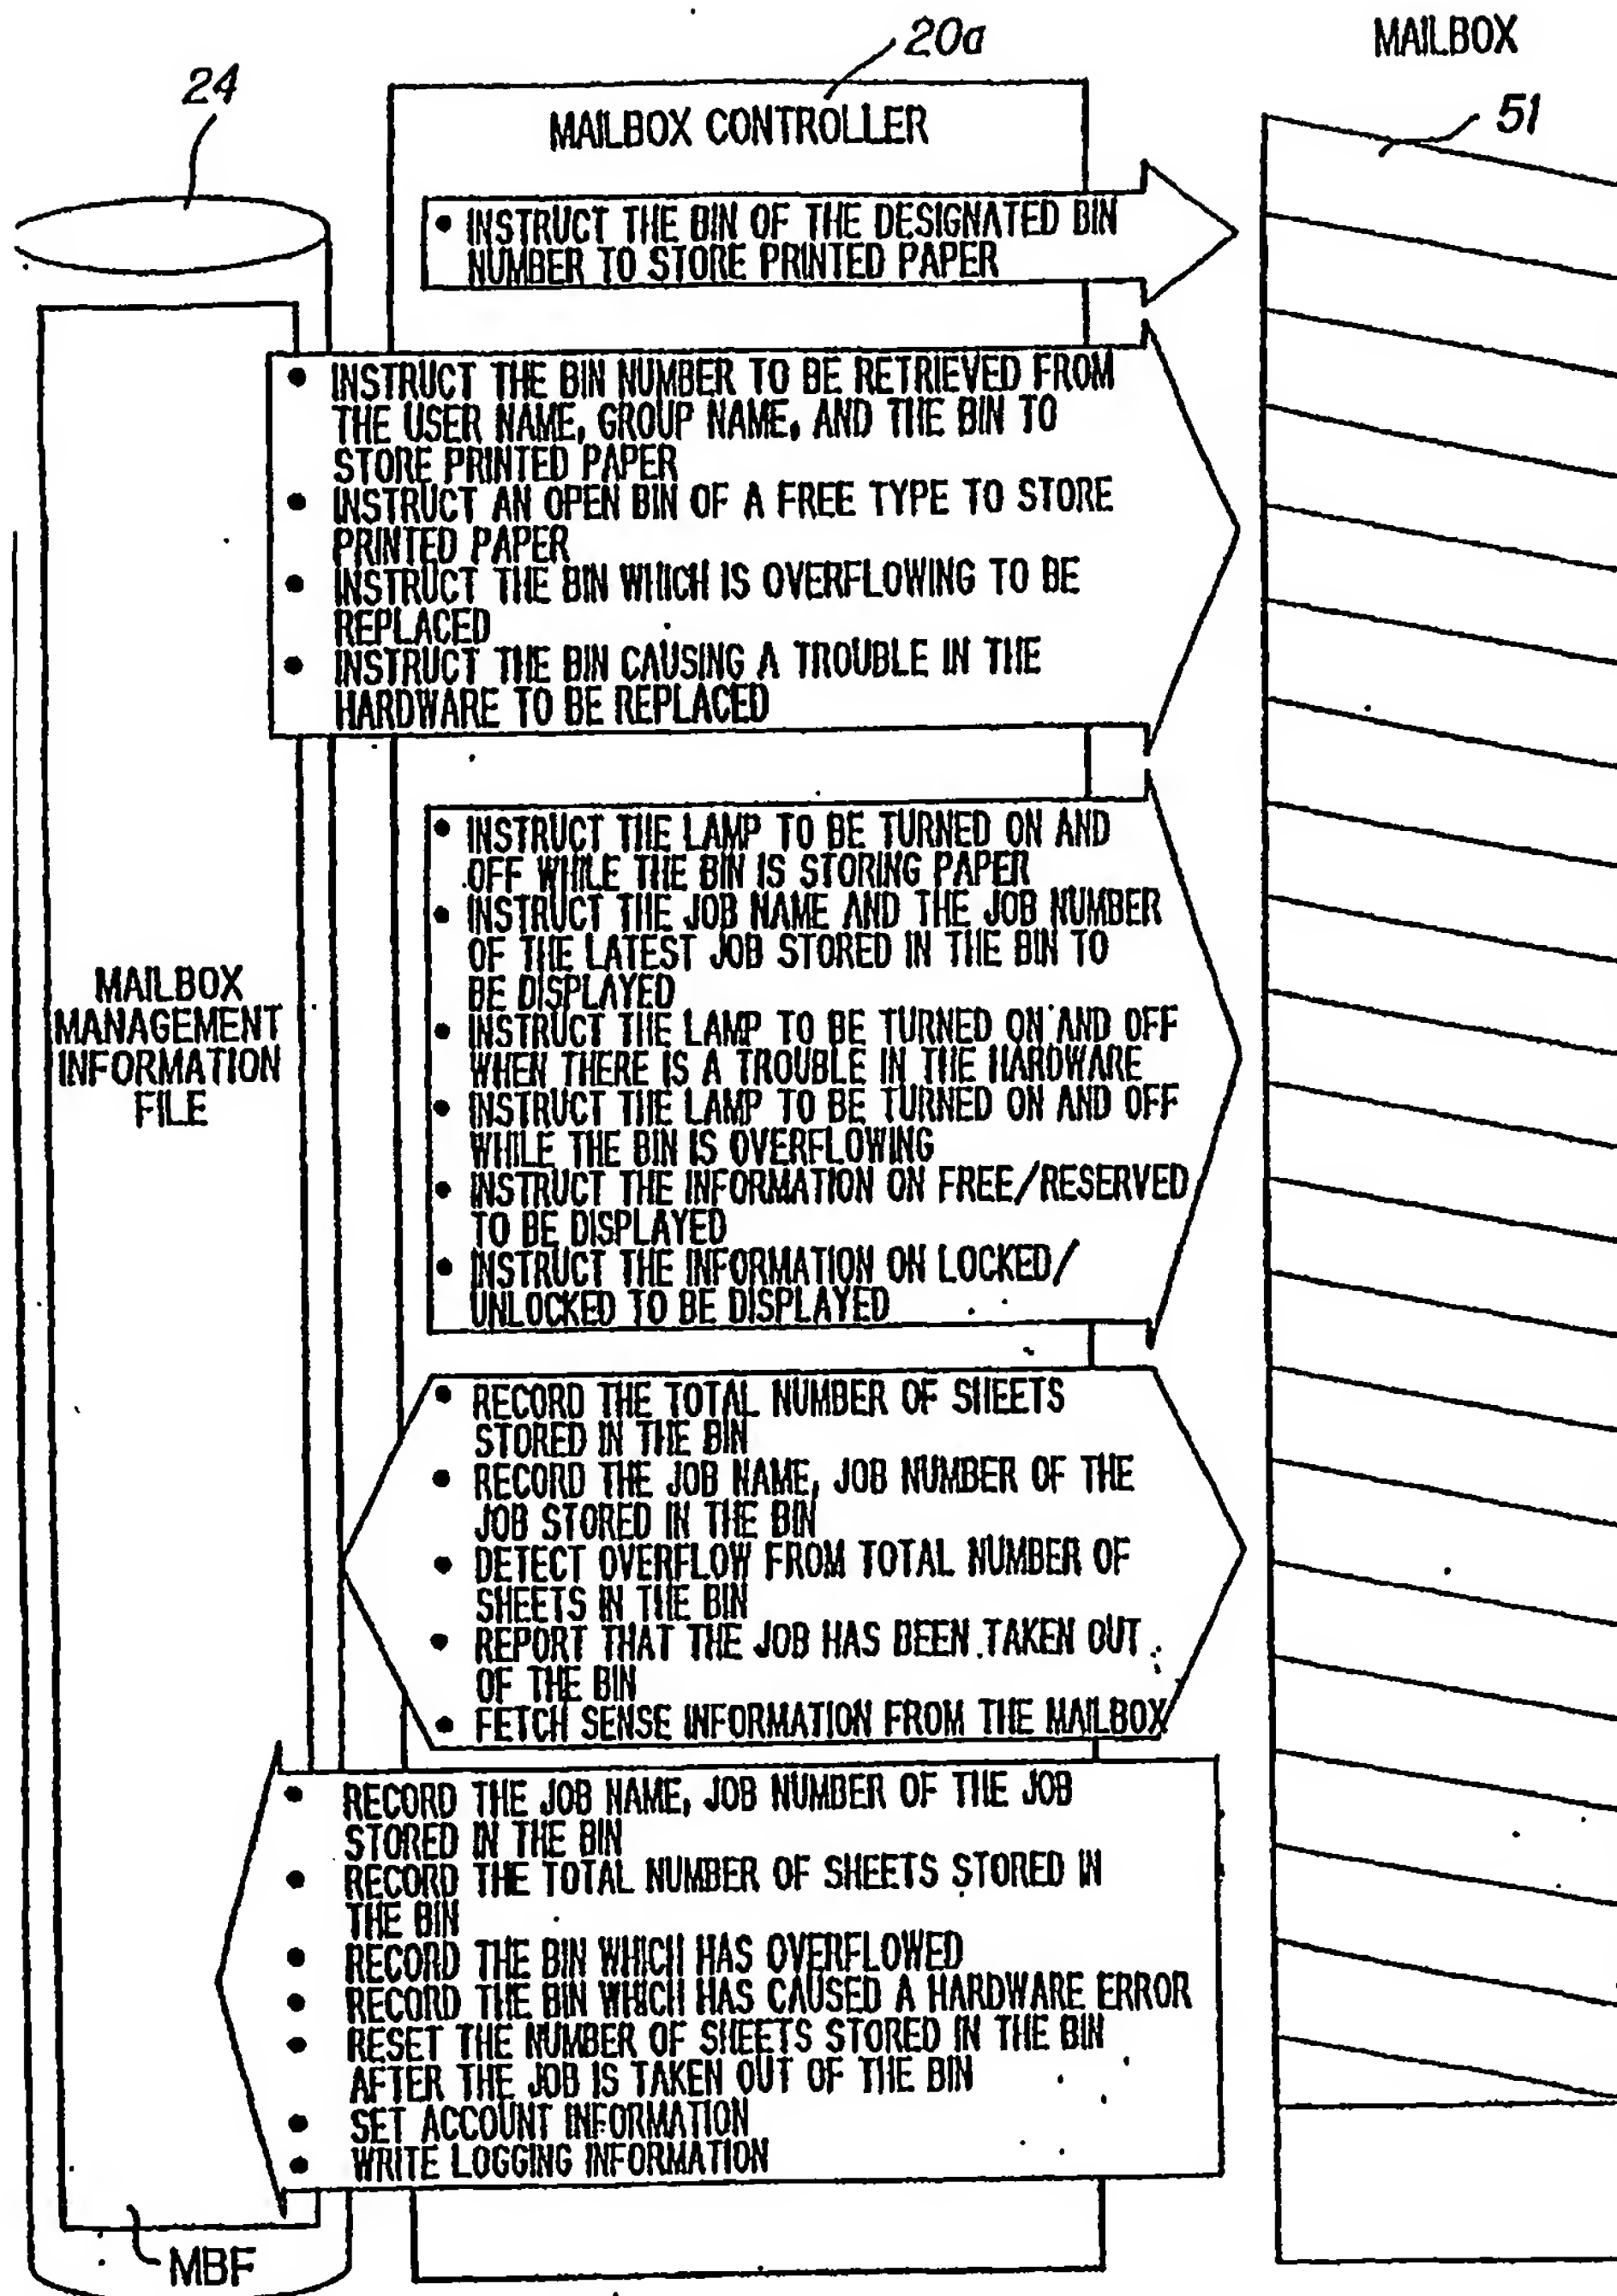 20a
MAILBOX
24
51
MAILBOX CONTROLLER
• INSTRUCT THE BIN OF THE DESIGNATED BIN
NUMBER TO STORE PRINTED PAPER
• INSTRUCT THE BIN NUMBER TO BE RETRIEVED FROM
THE USER NAME, GROUP NAME, AND THE BIN TO
STORE PRINTED PAPER
• INSTRUCT AN OPEN BIN OF A FREE TYPE TO STORE
PRINTED PAPER
• INSTRUCT THE BIN WHICH IS OVERFLOWING TO BE
REPLACED
• INSTRUCT THE BIN CAUSING A TROUBLE IN THE
HARDWARE TO BE REPLACED
• INSTRUCT THE LAMP TO BE TURNED ON AND
OFF WHILE THE BIN IS STORING PAPER
• INSTRUCT THE JOB NAME AND THE JOB NUMBER
OF THE LATEST JOB STORED IN THE BIN TO
BE DISPLAYED
• INSTRUCT THE LAMP TO BE TURNED ON AND OFF
WHEN THERE IS A TROUBLE IN THE HARDWARE
• INSTRUCT THE LAMP TO BE TURNED ON AND OFF
WHILE THE BIN IS OVERFLOWING
• INSTRUCT THE INFORMATION ON FREE/RESERVED
TO BE DISPLAYED
• INSTRUCT THE INFORMATION ON LOCKED/
UNLOCKED TO BE DISPLAYED
MAILBOX
MANAGEMENT
INFORMATION
FILE
• RECORD THE TOTAL NUMBER OF SHEETS
STORED IN THE BIN
• RECORD THE JOB NAME, JOB NUMBER OF THE
JOB STORED IN THE BIN
• DETECT OVERFLOW FROM TOTAL NUMBER OF
SHEETS IN THE BIN
• REPORT THAT THE JOB HAS BEEN TAKEN OUT
OF THE BIN
• FETCH SENSE INFORMATION FROM THE MAILBOX
• RECORD THE JOB NAME, JOB NUMBER OF THE JOB
STORED IN THE BIN
• RECORD THE TOTAL NUMBER OF SHEETS STORED IN
THE BIN
• RECORD THE BIN WHICH HAS OVERFLOWED
• RECORD THE BIN WHICH HAS CAUSED A HARDWARE ERROR
• RESET THE NUMBER OF SHEETS STORED IN THE BIN
AFTER THE JOB IS TAKEN OUT OF THE BIN
• SET ACCOUNT INFORMATION
• WRITE LOGGING INFORMATION
MBF